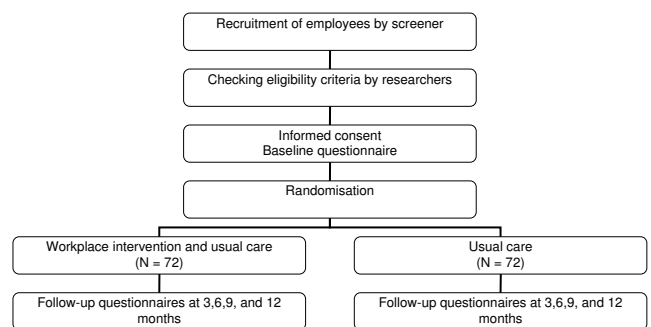 Recruitment of employees by screener
Checking eligibility criteria by researchers
Informed consent
Baseline questionnaire
Randomisation
Workplace intervention and usual care
(N = 72)
Usual care
(N = 72)
Follow-up questionnaires at 3,6,9, and 12
months
Follow-up questionnaires at 3,6,9, and 12
months